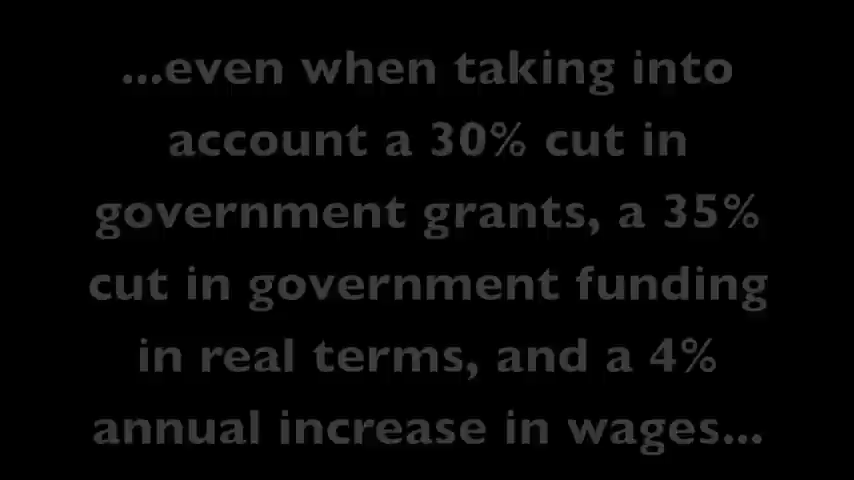 ...even when taking into
account a 30% cut in
government grants, a 35%
cut in government funding
in real terms, and a 4%
annual increase in wages...